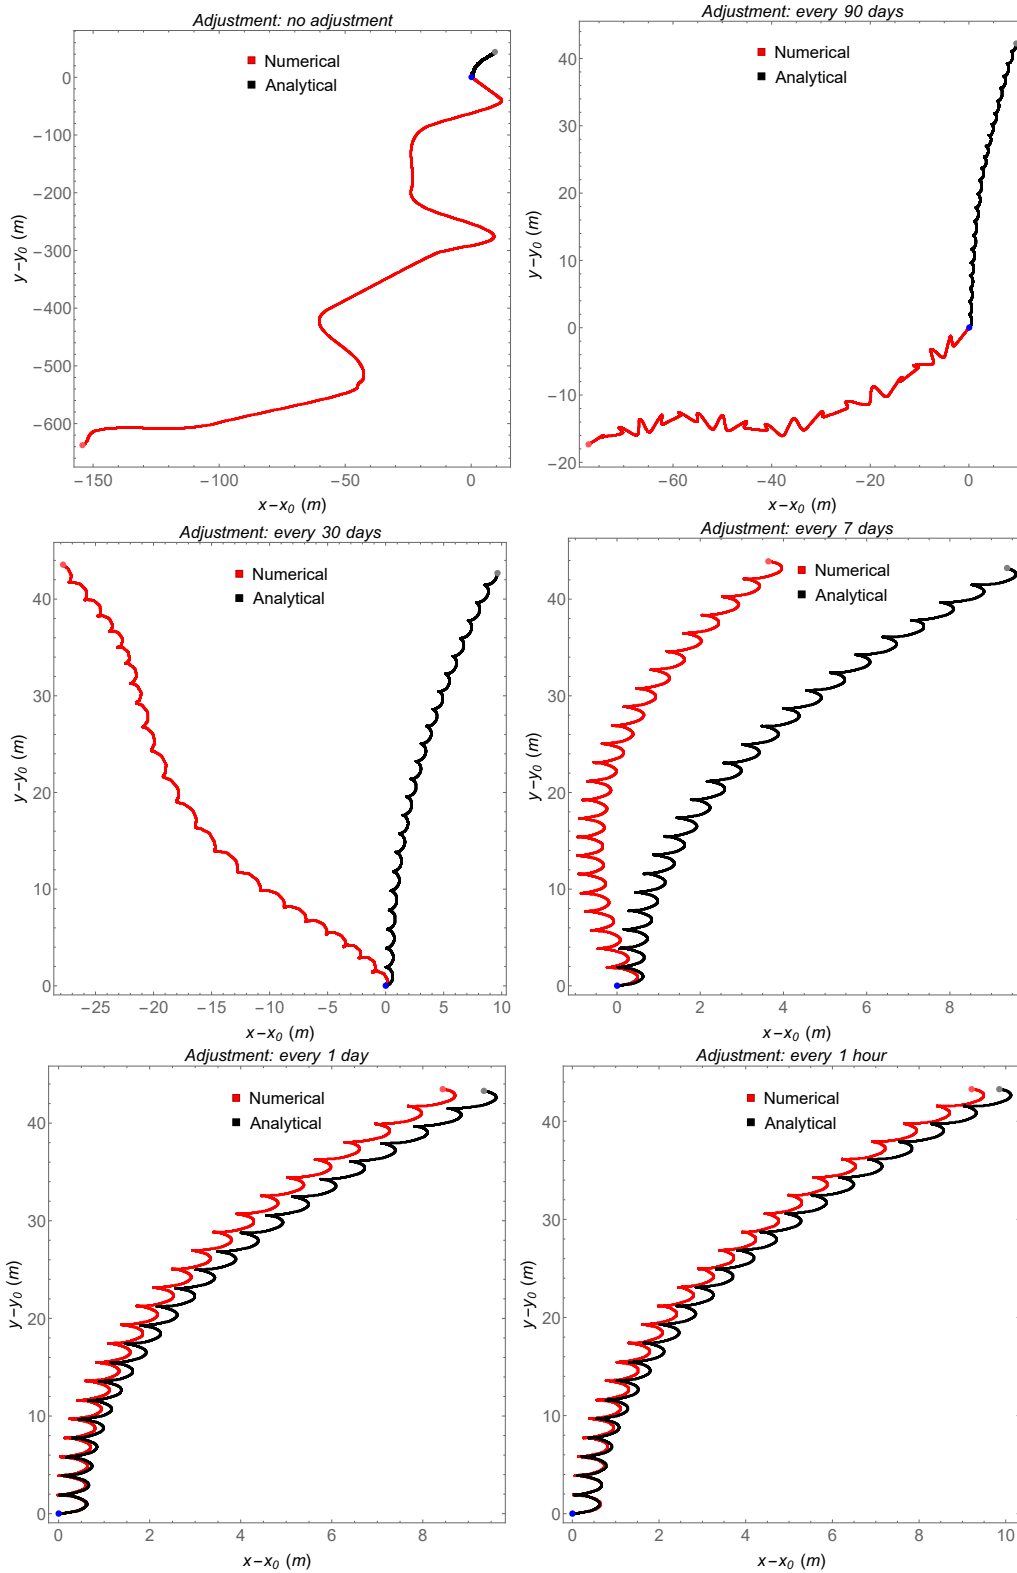 Adjustment: no adjustment
Numerical
Analytical
0
−100
−200
−300
−400
−500
−600
y−y0 (m)
−150
−100
−50
0
x−x0 (m)
Adjustment: every 90 days
Numerical
Analytical
40
30
20
10
0
−10
−20
y−y0 (m)
−60
−40
−20
0
x−x0 (m)
Adjustment: every 30 days
Numerical
Analytical
40
30
20
10
0
y−y0 (m)
−25
−20
−15
−10
−5
0
5
10
x−x0 (m)
Adjustment: every 7 days
Numerical
Analytical
40
30
20
10
0
y−y0 (m)
0
2
4
6
8
x−x0 (m)
Adjustment: every 1 day
Numerical
Analytical
40
30
20
10
0
y−y0 (m)
0
2
4
6
8
x−x0 (m)
Adjustment: every 1 hour
Numerical
Analytical
40
30
20
10
0
y−y0 (m)
0
2
4
6
8
10
x−x0 (m)